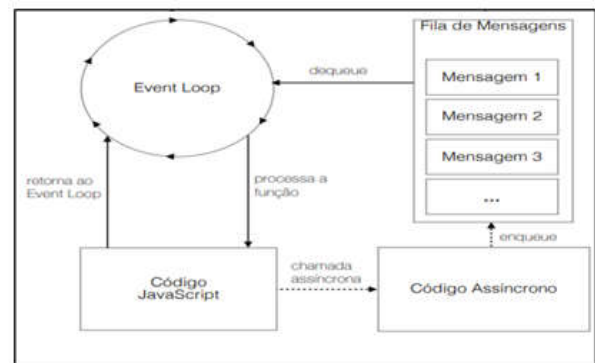 Fila de Mensagens
Event Loop
dequeue
Mensagem 1
Mensagem 2
Mensagem 3
...
retorna ao
Event Loop
processa a
função
enqueue
Código
JavaScript
chamada
assíncrona
Código Assíncrono